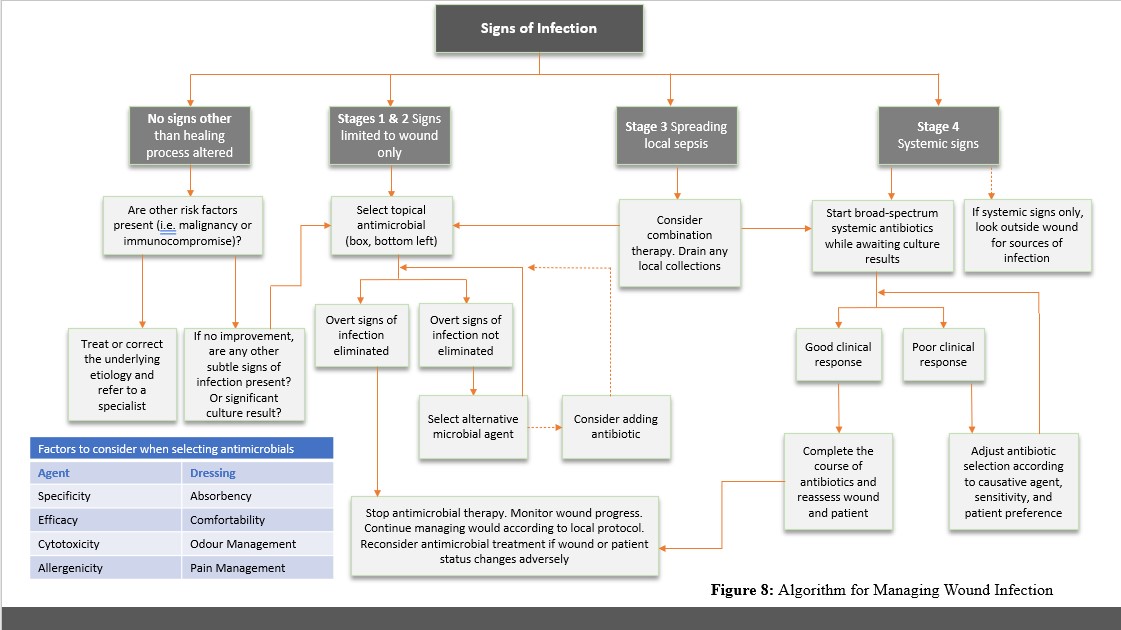 Signs of Infection
No signs other
than healing
process altered
Stages 1 & 2 Signs
limited to wound
only
Stage 3 Spreading
local sepsis
Stage 4
Systemic signs
Are other risk factors
present (i.e. malignancy or
immunocompromise)?
Select topical
antimicrobial
(box, bottom left)
Consider
combination
therapy. Drain any
local collections
Start broad-spectrum
systemic antibiotics
while awaiting culture
results
If systemic signs only,
look outside wound
for sources of
infection
Treat or correct
the underlying
etiology and
refer to a
specialist
If no improvement,
are any other
subtle signs of
infection present?
Or significant
culture result?
Overt signs of
infection
eliminated
Overt signs of
infection not
eliminated
Good clinical
response
Poor clinical
response
Select alternative
microbial agent
Consider adding
antibiotic
Complete the
course of
antibiotics and
reassess wound
and patient
Adjust antibiotic
selection according
to causative agent,
sensitivity, and
patient preference
Factors to consider when selecting antimicrobials
Agent Dressing
Specificity Absorbency
Efficacy Comfortability
Cytotoxicity Odour Management
Allergenicity Pain Management
Stop antimicrobial therapy. Monitor wound progress.
Continue managing would according to local protocol.
Reconsider antimicrobial treatment if wound or patient
status changes adversely
Figure 8: Algorithm for Managing Wound Infection